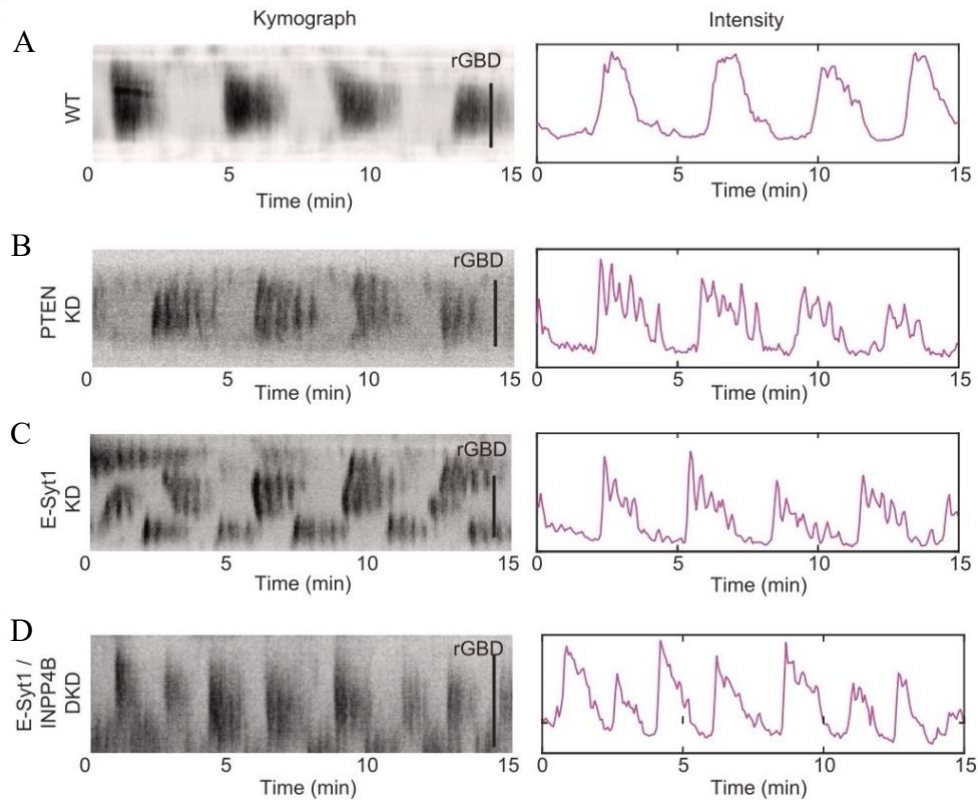 Kymograph
Intensity
A
WT
rGBD
0 5 10 15
Time (min)
0 5 10 15
Time (min)
B
PTEN
KD
rGBD
0 5 10 15
Time (min)
0 5 10 15
Time (min)
C
E-Syt1
KD
rGBD
0 5 10 15
Time (min)
0 5 10 15
Time (min)
D
E-Syt1 /
INPP4B
DKD
rGBD
0 5 10 15
Time (min)
0 5 10 15
Time (min)